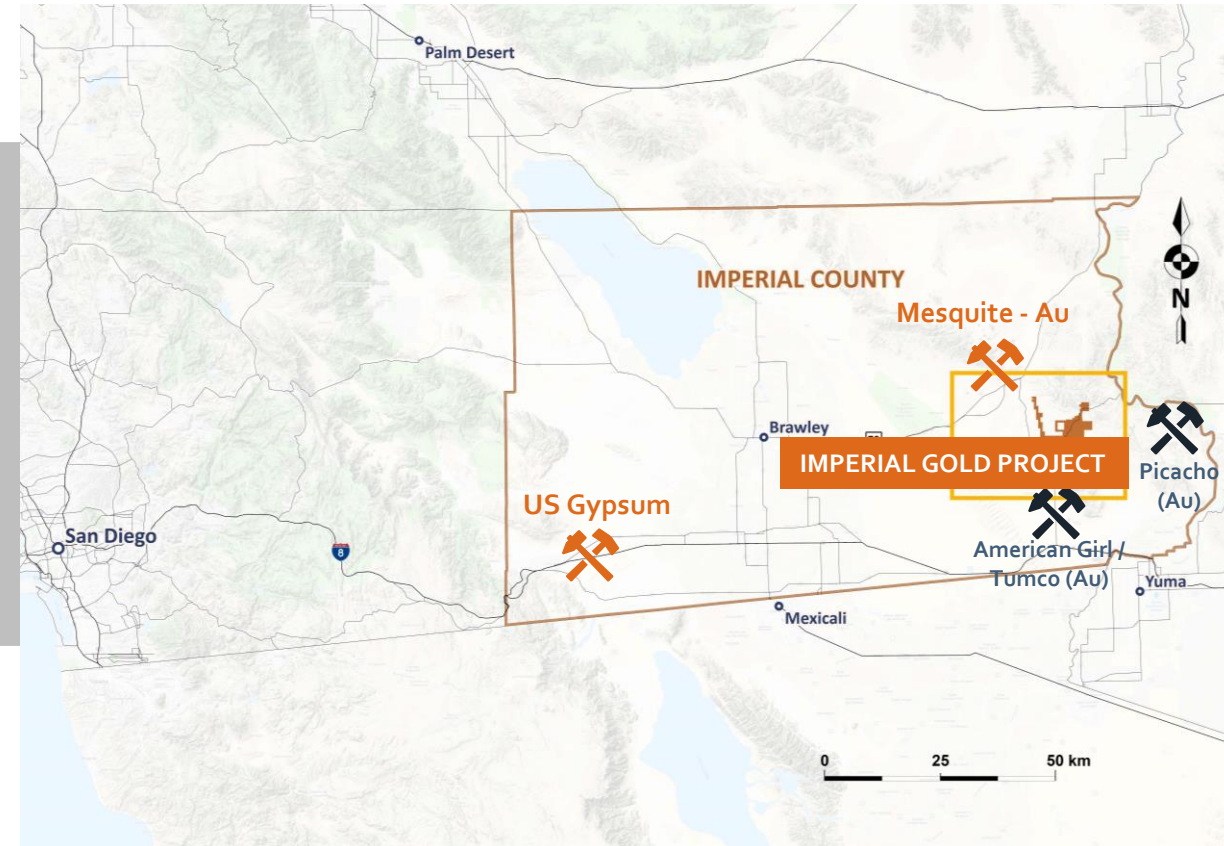 Palm Desert
IMPERIAL COUNTY
N
Mesquite - Au
Brawley
IMPERIAL GOLD PROJECT
Picacho
(Au)
US Gypsum
San Diego
8
American Girl /
Tumco (Au)
Yuma
Mexicali
0 25 50 km